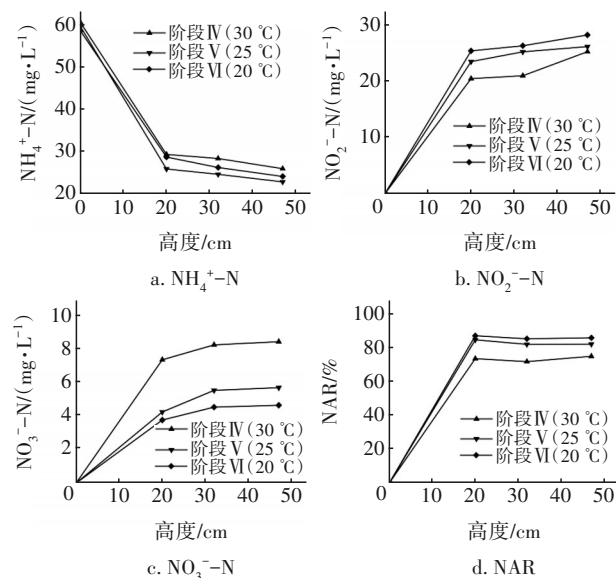 NH₄⁺-N/(mg·L⁻¹)
60
50
40
30
20
阶段Ⅳ(30 ℃)
阶段Ⅴ(25 ℃)
阶段Ⅵ(20 ℃)
0 10 20 30 40 50
高度/cm
a. NH₄⁺-N
NO₂⁻-N/(mg·L⁻¹)
30
20
10
阶段Ⅳ(30 ℃)
阶段Ⅴ(25 ℃)
阶段Ⅵ(20 ℃)
0 10 20 30 40 50
高度/cm
b. NO₂⁻-N
NO₃⁻-N/(mg·L⁻¹)
8
6
4
2
阶段Ⅳ(30 ℃)
阶段Ⅴ(25 ℃)
阶段Ⅵ(20 ℃)
0 10 20 30 40 50
高度/cm
c. NO₃⁻-N
NAR/%
100
80
60
40
20
阶段Ⅳ(30 ℃)
阶段Ⅴ(25 ℃)
阶段Ⅵ(20 ℃)
0 10 20 30 40 50
高度/cm
d. NAR